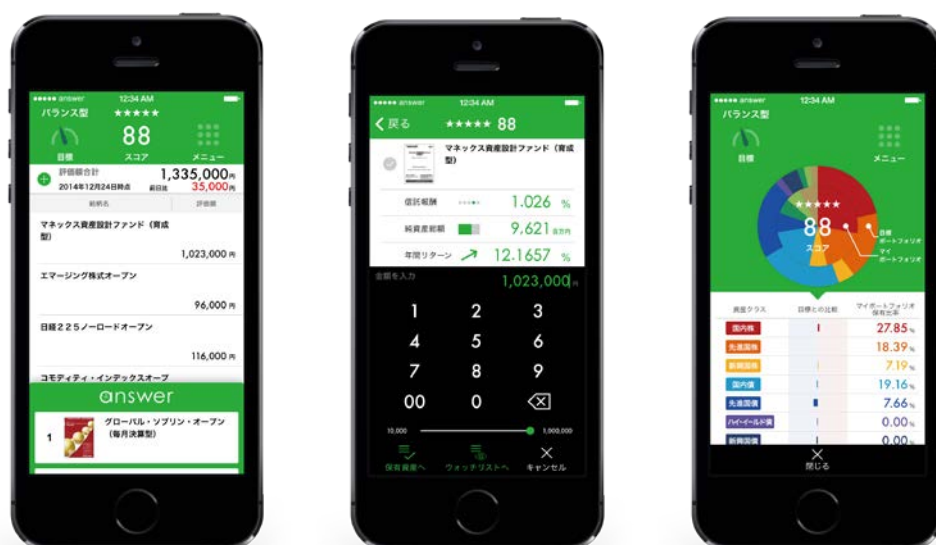 answer 12:34 AM
バランス型 ★★★★★
88
目標 スコア メニュー
評価額合計 1,335,000円
2014年12月24日時点 前日比 35,000円
銘柄名 評価額
マネックス資産設計ファンド（育成
型）
1,023,000 円
エマージング株式オープン
96,000 円
日経225ノーロードオープン
116,000 円
コモディティ・インデックスオープ
answer
1 グローバル・ソブリン・オープン
（毎月決算型）
answer 12:34 AM
戻る ★★★★★ 88
マネックス資産設計ファンド（育成
型）
信託報酬 1.026 %
純資産総額 9,621 百万円
年間リターン 12.1657 %
金額を入力 1,023,000 円
1 2 3
4 5 6
7 8 9
00 0
10,000 1,000,000
保有資産へ ウォッチリストへ キャンセル
answer 12:34 AM
バランス型
目標 メニュー
★★★★★
88
スコア
目標
ポートフォリオ
マイ
ポートフォリオ
資産クラス 目標との比較 マイポートフォリオ
保有比率
国内株 27.85 %
先進国株 18.39 %
新興国株 7.19 %
国内債 19.16 %
先進国債 7.66 %
ハイ・イールド債 0.00 %
新興国債 0.00 %
閉じる